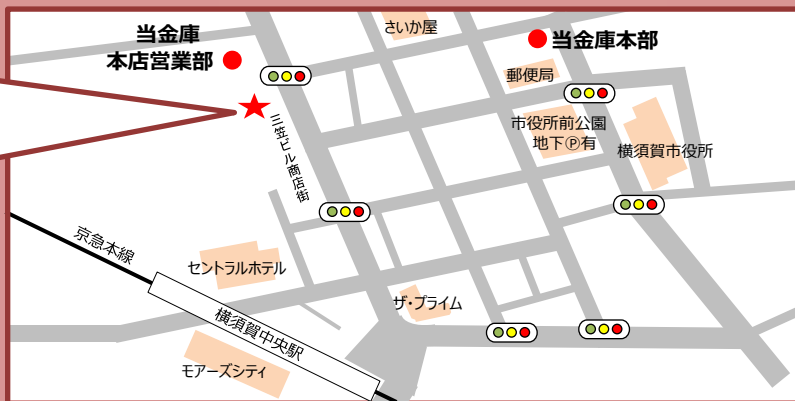 さいか屋
当金庫
本店営業部
当金庫本部
郵便局
市役所前公園
地下Ⓟ有
横須賀市役所
三笠ビル商店街
京急本線
セントラルホテル
横須賀中央駅
ザ・プライム
モアーズシティ